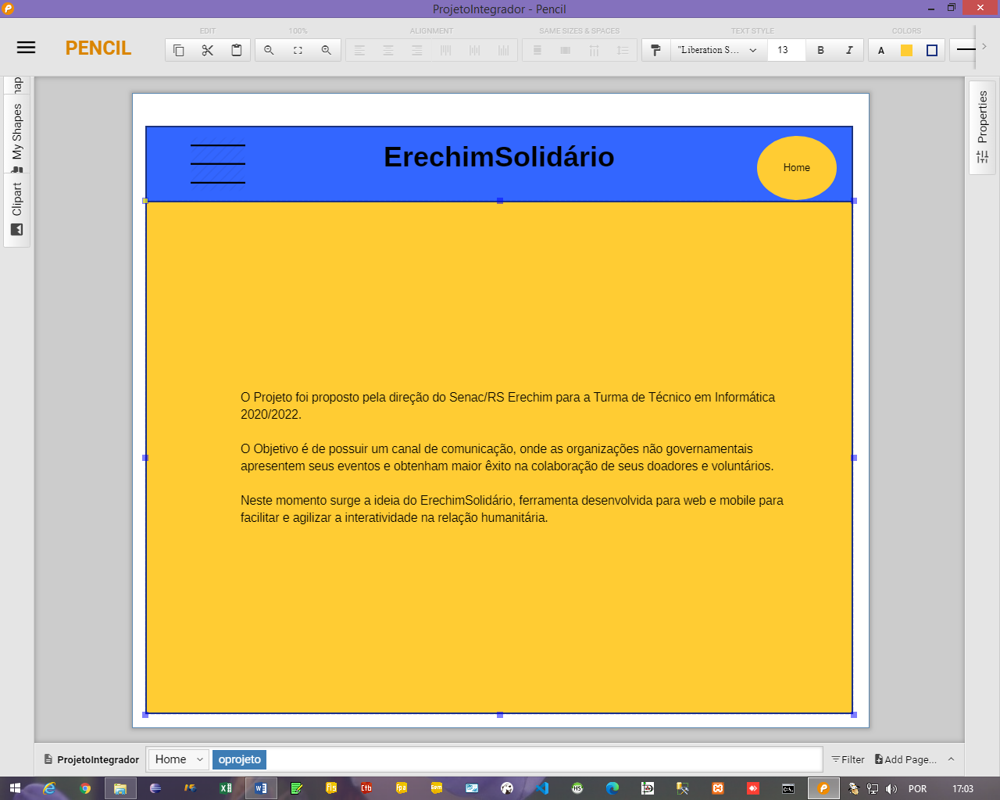 ProjetoIntegrador - Pencil
PENCIL
EDIT
100%
ALIGNMENT
SAME SIZES & SPACES
TEXT STYLE
COLORS
"Liberation S...
13
B
I
A
My Shapes
Clipart
Properties
ErechimSolidário
Home
O Projeto foi proposto pela direção do Senac/RS Erechim para a Turma de Técnico em Informática
2020/2022.
O Objetivo é de possuir um canal de comunicação, onde as organizações não governamentais
apresentem seus eventos e obtenham maior êxito na colaboração de seus doadores e voluntários.
Neste momento surge a ideia do ErechimSolidário, ferramenta desenvolvida para web e mobile para
facilitar e agilizar a interatividade na relação humanitária.
ProjetoIntegrador
Home
oprojeto
Filter
Add Page...
POR
17:03